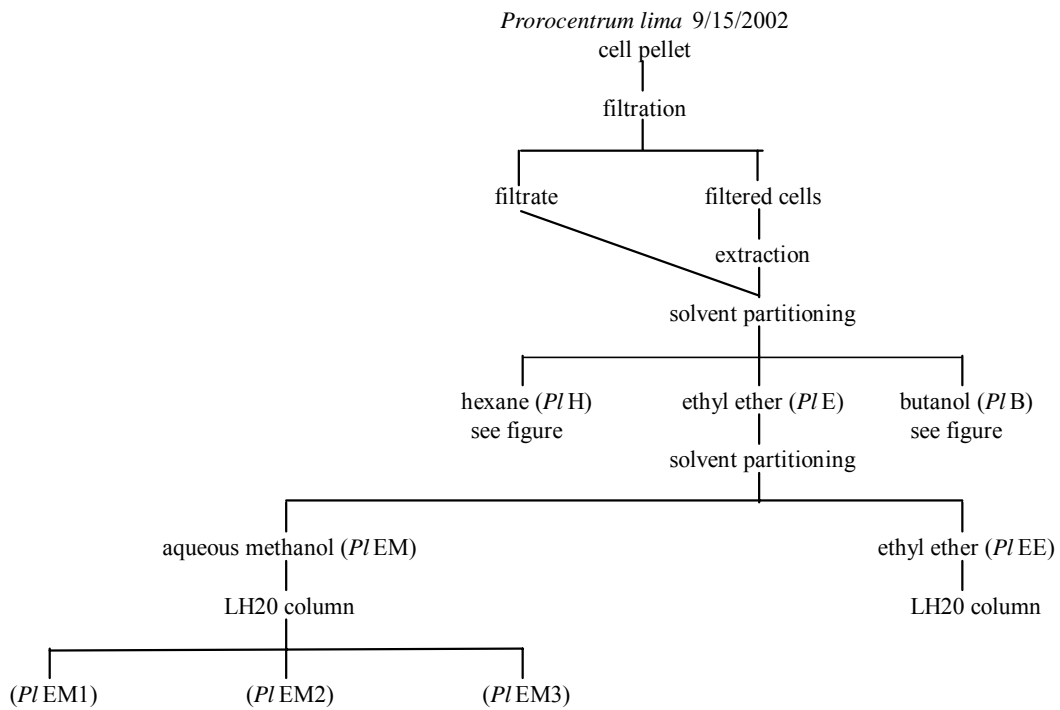 Prorocentrum lima 9/15/2002
cell pellet
filtration
filtrate
filtered cells
extraction
solvent partitioning
hexane (Pl H)
see figure
ethyl ether (Pl E)
butanol (Pl B)
see figure
solvent partitioning
aqueous methanol (Pl EM)
ethyl ether (Pl EE)
LH20 column
LH20 column
(Pl EM1)
(Pl EM2)
(Pl EM3)